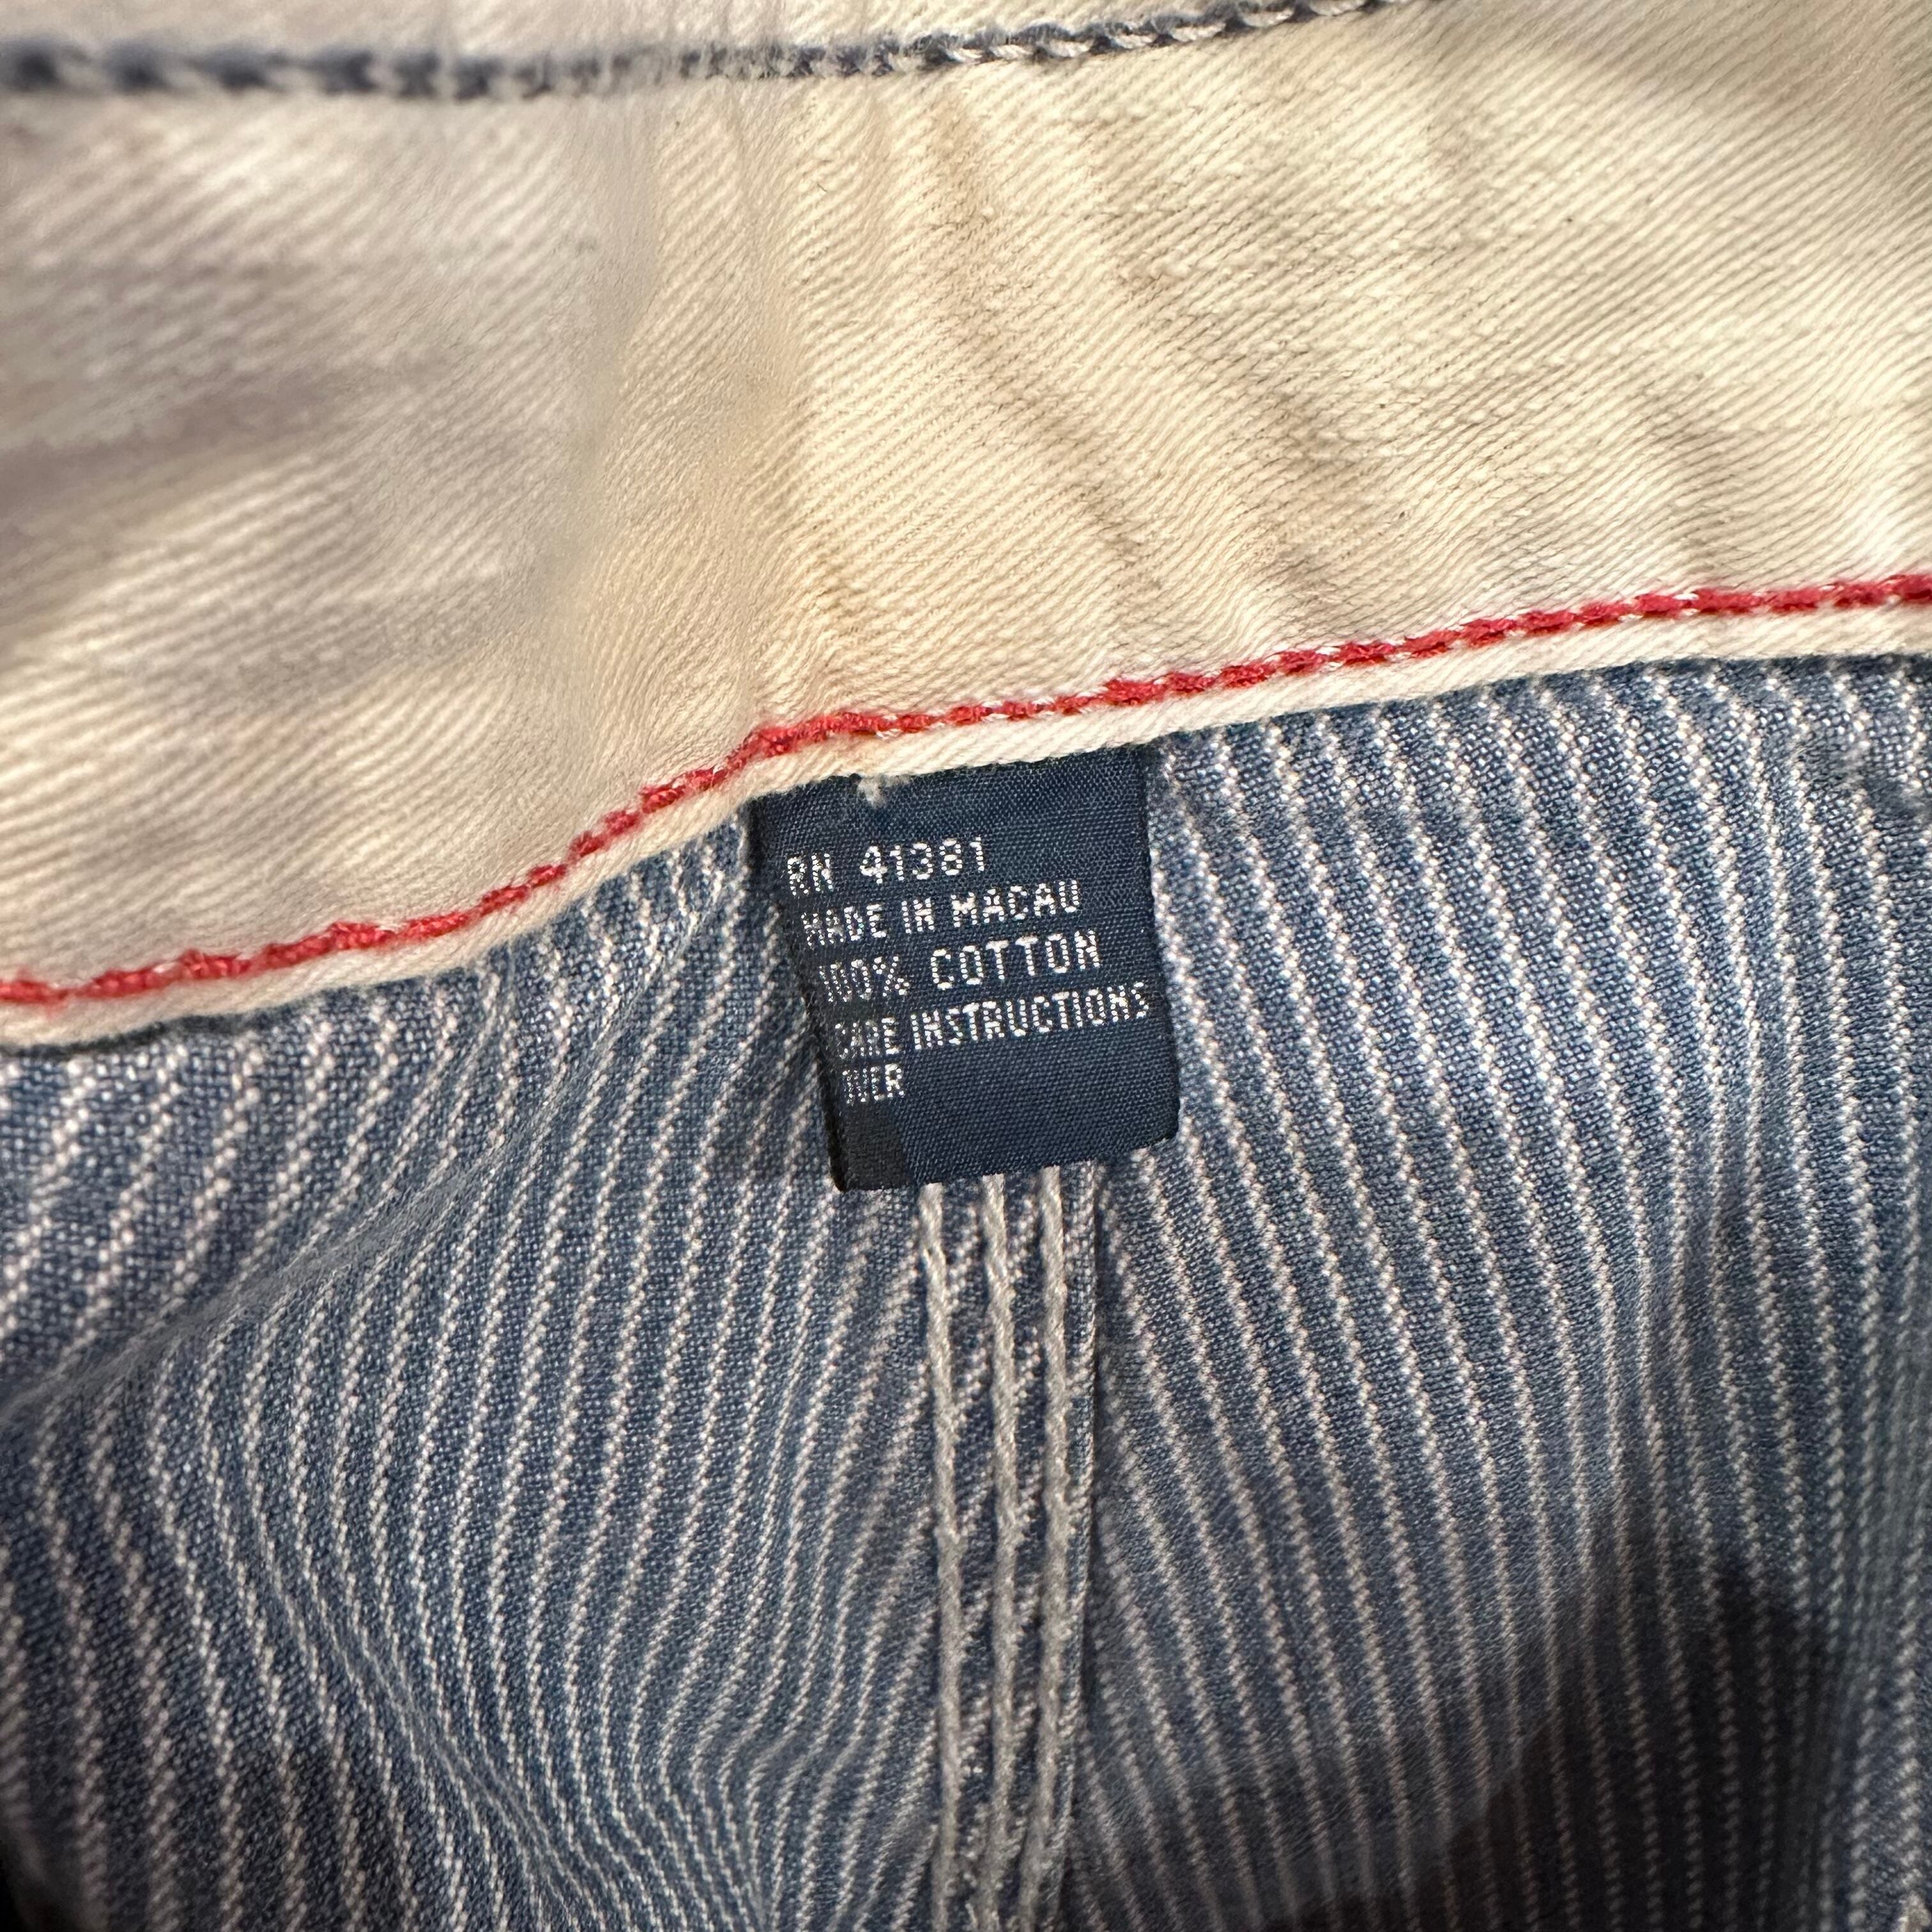 RN 41381
MADE IN MACAU
100% COTTON
CARE INSTRUCTIONS
OVER